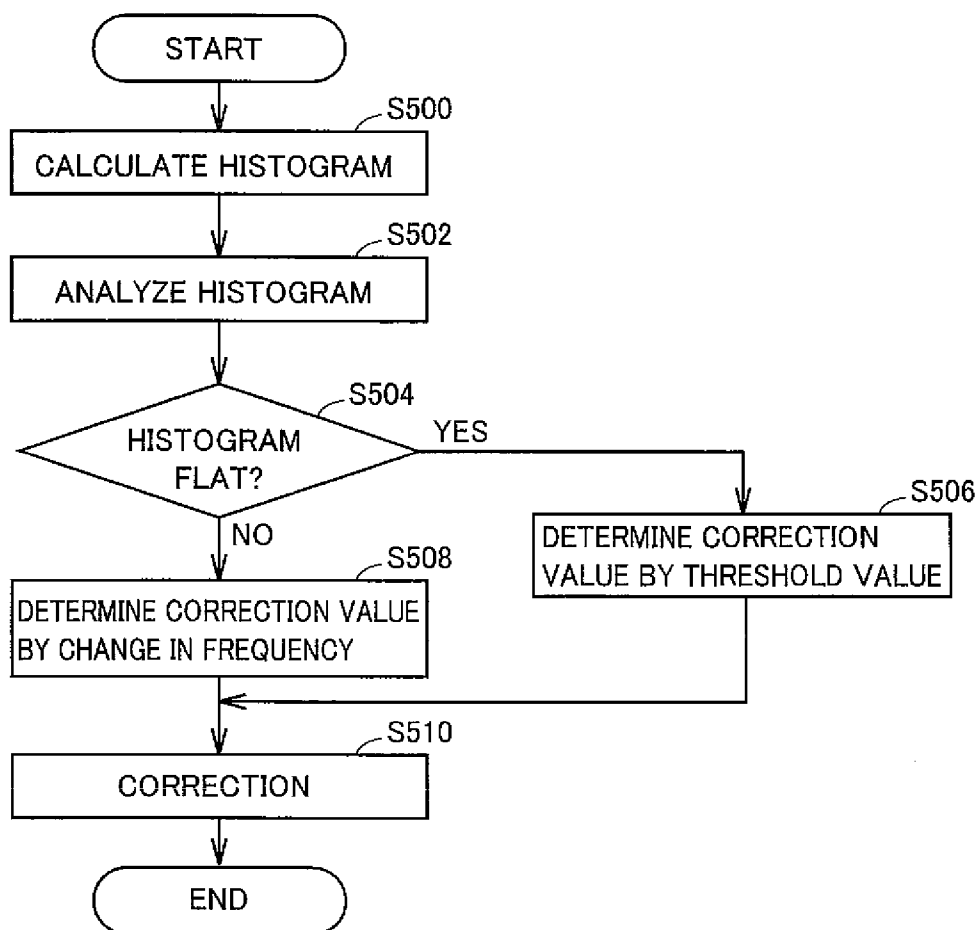 START
S500
CALCULATE HISTOGRAM
S502
ANALYZE HISTOGRAM
S504
HISTOGRAM
FLAT?
YES
NO
S506
DETERMINE CORRECTION
VALUE BY THRESHOLD VALUE
S508
DETERMINE CORRECTION VALUE
BY CHANGE IN FREQUENCY
S510
CORRECTION
END